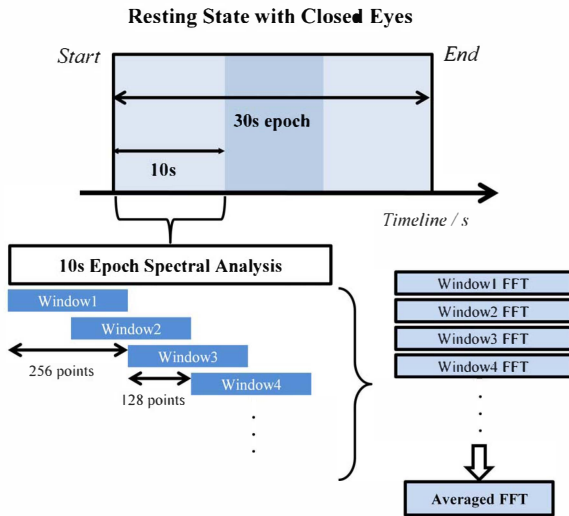 Resting State with Closed Eyes
Start
End
30s epoch
10s
Timeline / s
10s Epoch Spectral Analysis
Window1
Window2
Window3
Window4
256 points
128 points
Window1 FFT
Window2 FFT
Window3 FFT
Window4 FFT
Averaged FFT